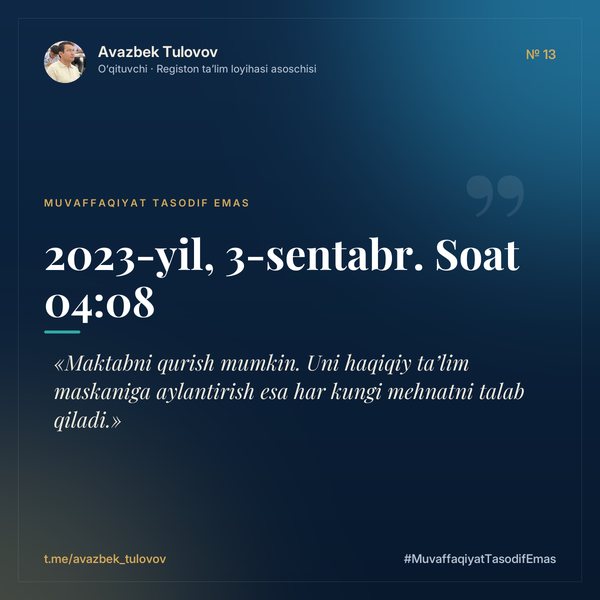 Avazbek Tulovov
O‘qituvchi · Registon ta’lim loyihasi asoschisi
№ 13
”
MUVAFFAQIYAT TASODIF EMAS
2023-yil, 3-sentabr. Soat
04:08
«Maktabni qurish mumkin. Uni haqiqiy ta’lim
maskaniga aylantirish esa har kungi mehnatni talab
qiladi.»
t.me/avazbek_tulovov
#MuvaffaqiyatTasodifEmas